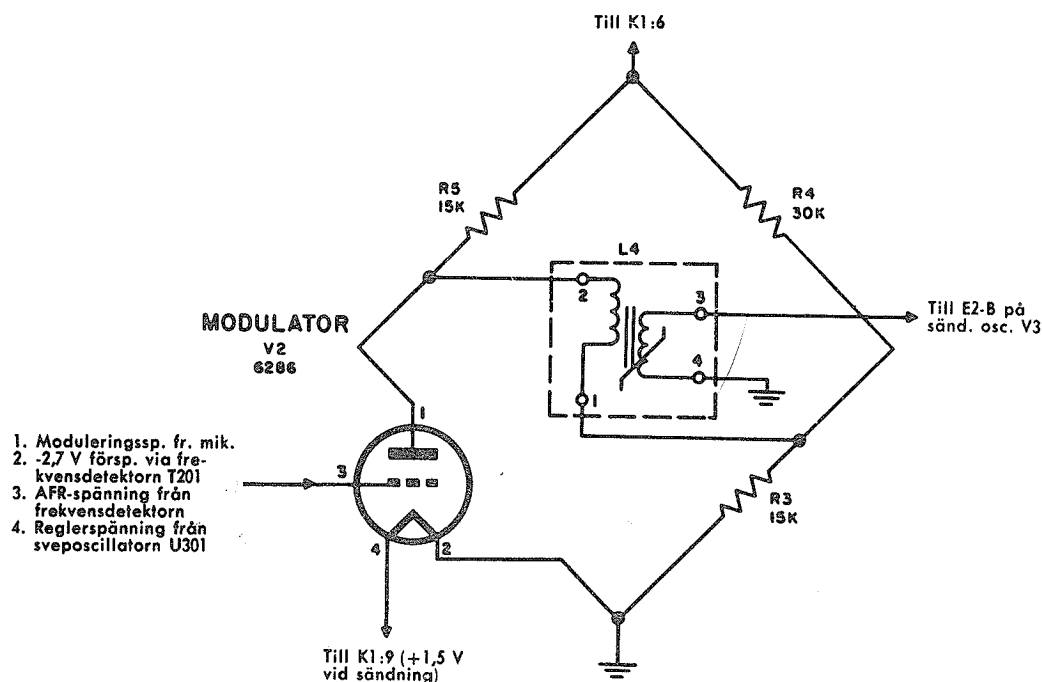 Till K1:6
R5
15K
R4
30K
L4
2
3
4
1
Till E2-B på
sänd. osc. V3
MODULATOR
V2
6286
1
3
4
2
1. Moduleringssp. fr. mik.
2. -2,7 V försp. via fre-
kvensdetektorn T201
3. AFR-spänning från
frekvensdetektorn
4. Reglerspänning från
sveposcillatorn U301
R3
15K
Till K1:9 (+1,5 V
vid sändning)